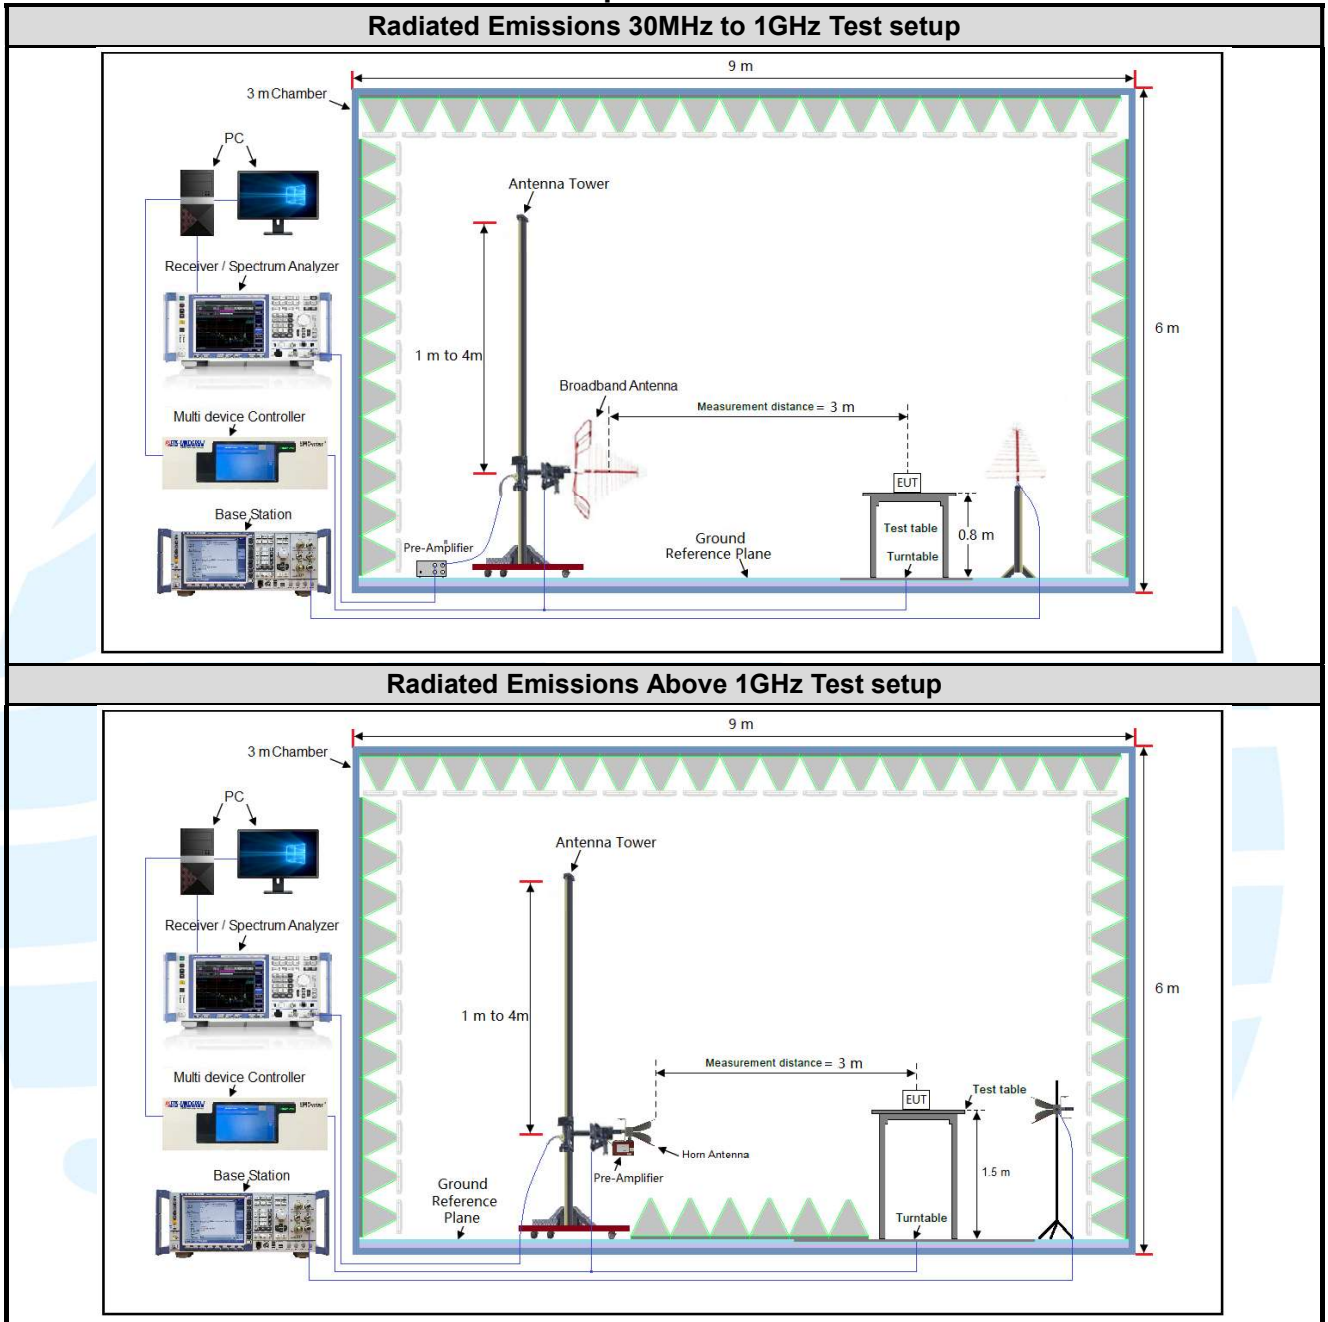 Radiated Emissions 30MHz to 1GHz Test setup
9 m
3 m Chamber
PC
Antenna Tower
Receiver / Spectrum Analyzer
6 m
1 m to 4m
Broadband Antenna
Measurement distance = 3 m
Multi device Controller
EUT
Base Station
Test table
0.8 m
Ground
Reference Plane
Pre-Amplifier
Turntable
Radiated Emissions Above 1GHz Test setup
9 m
3 m Chamber
PC
Antenna Tower
Receiver / Spectrum Analyzer
6 m
1 m to 4m
Measurement distance = 3 m
Multi device Controller
Test table
EUT
Horn Antenna
Base Station
Pre-Amplifier
1.5 m
Ground
Reference
Plane
Turntable